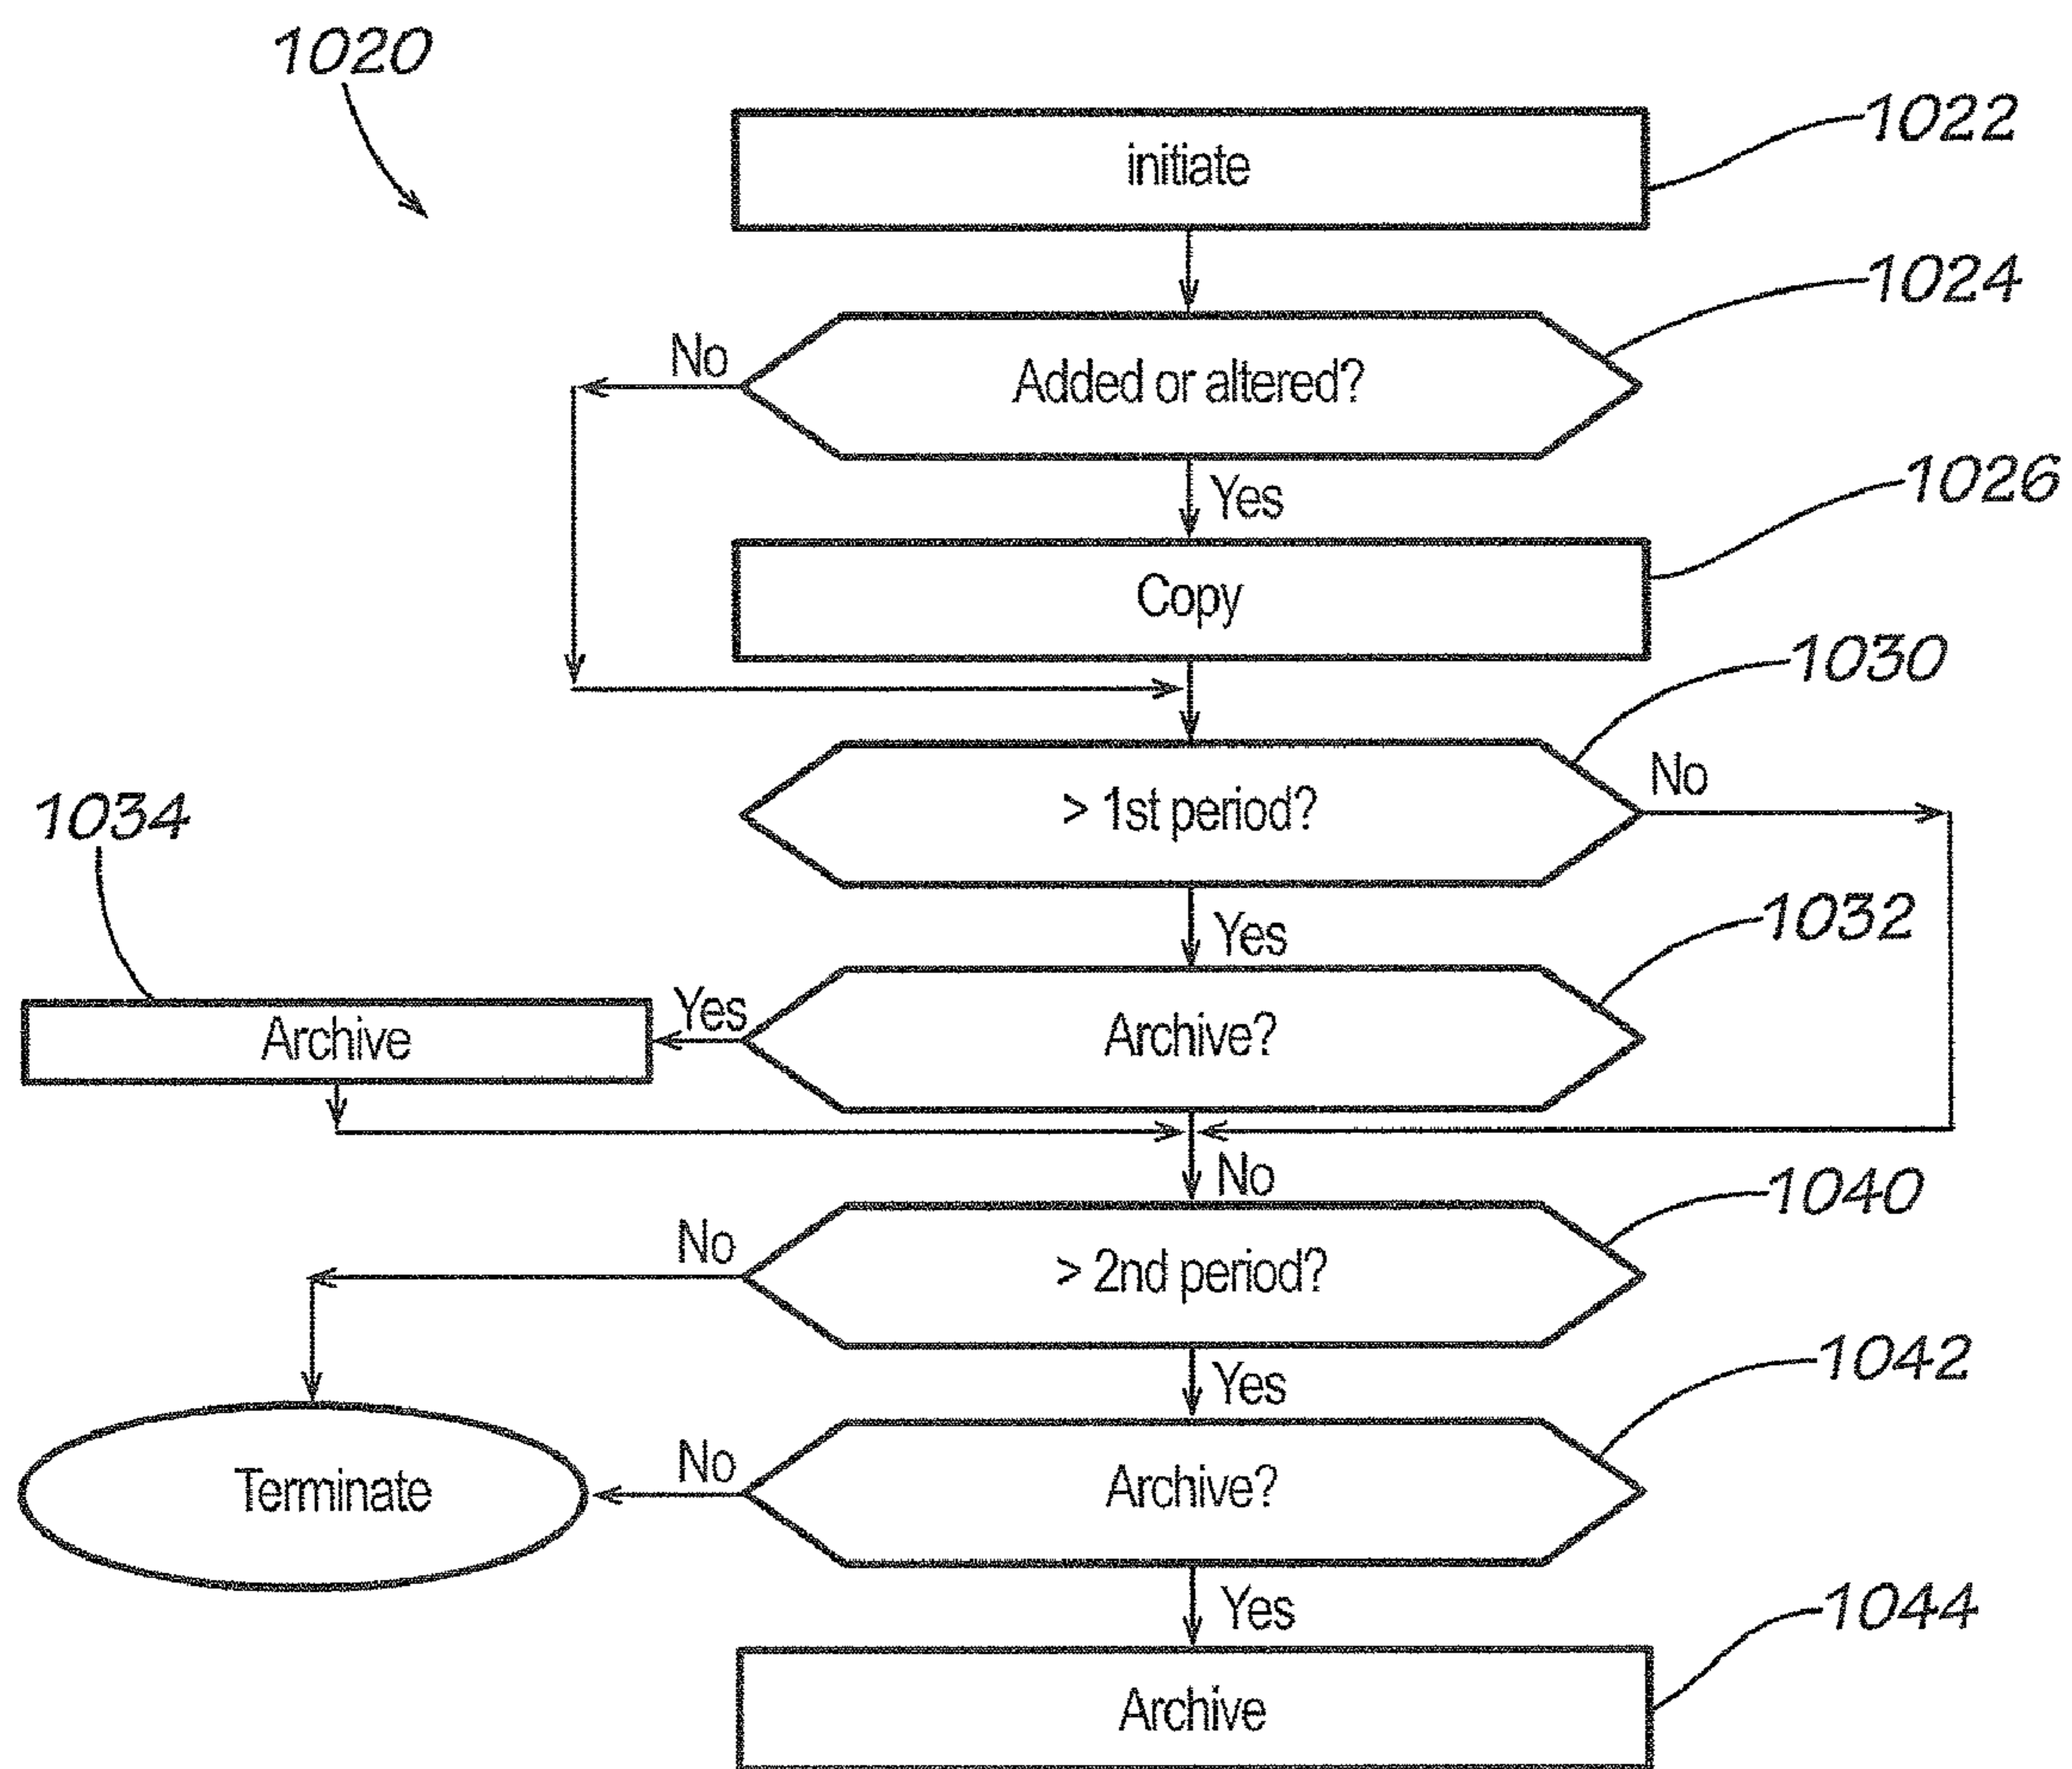 1020
1022
initiate
1024
No
Added or altered?
Yes
1026
Copy
1030
> 1st period?
No
1034
Yes
1032
Archive
Yes
Archive?
No
1040
No
> 2nd period?
Yes
1042
Terminate
No
Archive?
Yes
1044
Archive